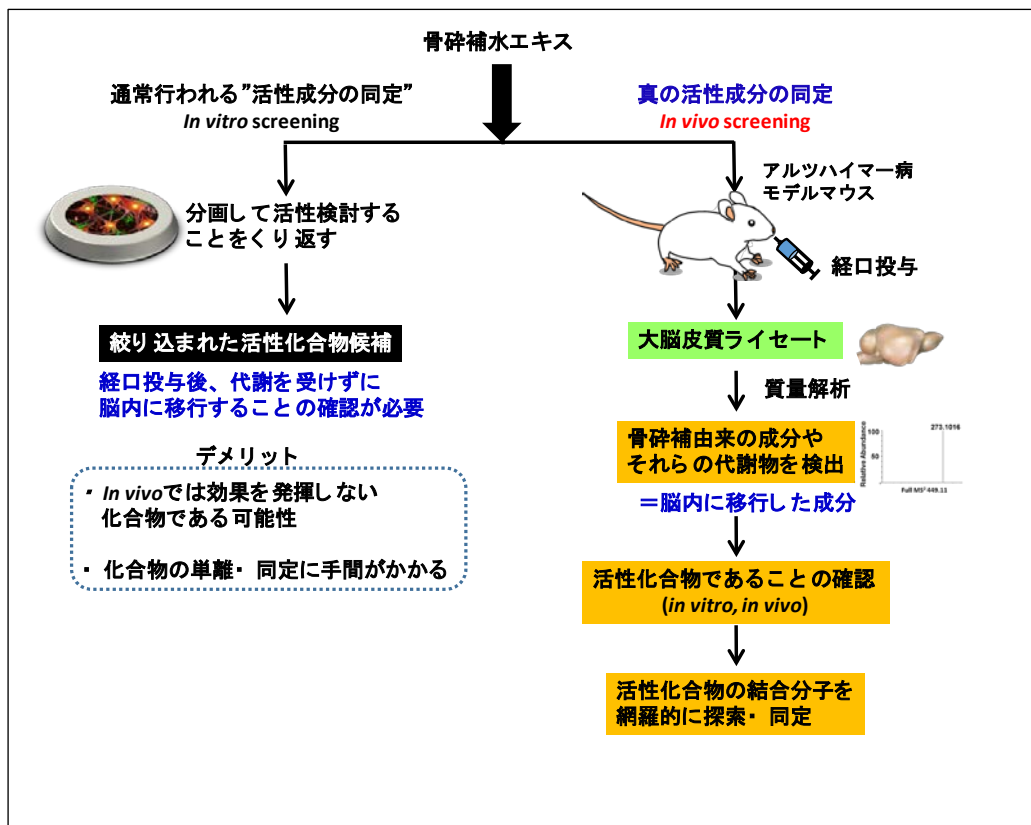 骨砕補水エキス
通常行われる”活性成分の同定”
In vitro screening
分画して活性検討する
ことをくり返す
絞り込まれた活性化合物候補
経口投与後、代謝を受けずに
脳内に移行することの確認が必要
デメリット
・In vivoでは効果を発揮しない
化合物である可能性
・化合物の単離・同定に手間がかかる
真の活性成分の同定
In vivo screening
アルツハイマー病
モデルマウス
経口投与
大脳皮質ライセート
質量解析
骨砕補由来の成分や
それらの代謝物を検出
Relative Abundance
100
50
273.1016
Full MS² 449.11
＝脳内に移行した成分
活性化合物であることの確認
(in vitro, in vivo)
活性化合物の結合分子を
網羅的に探索・同定